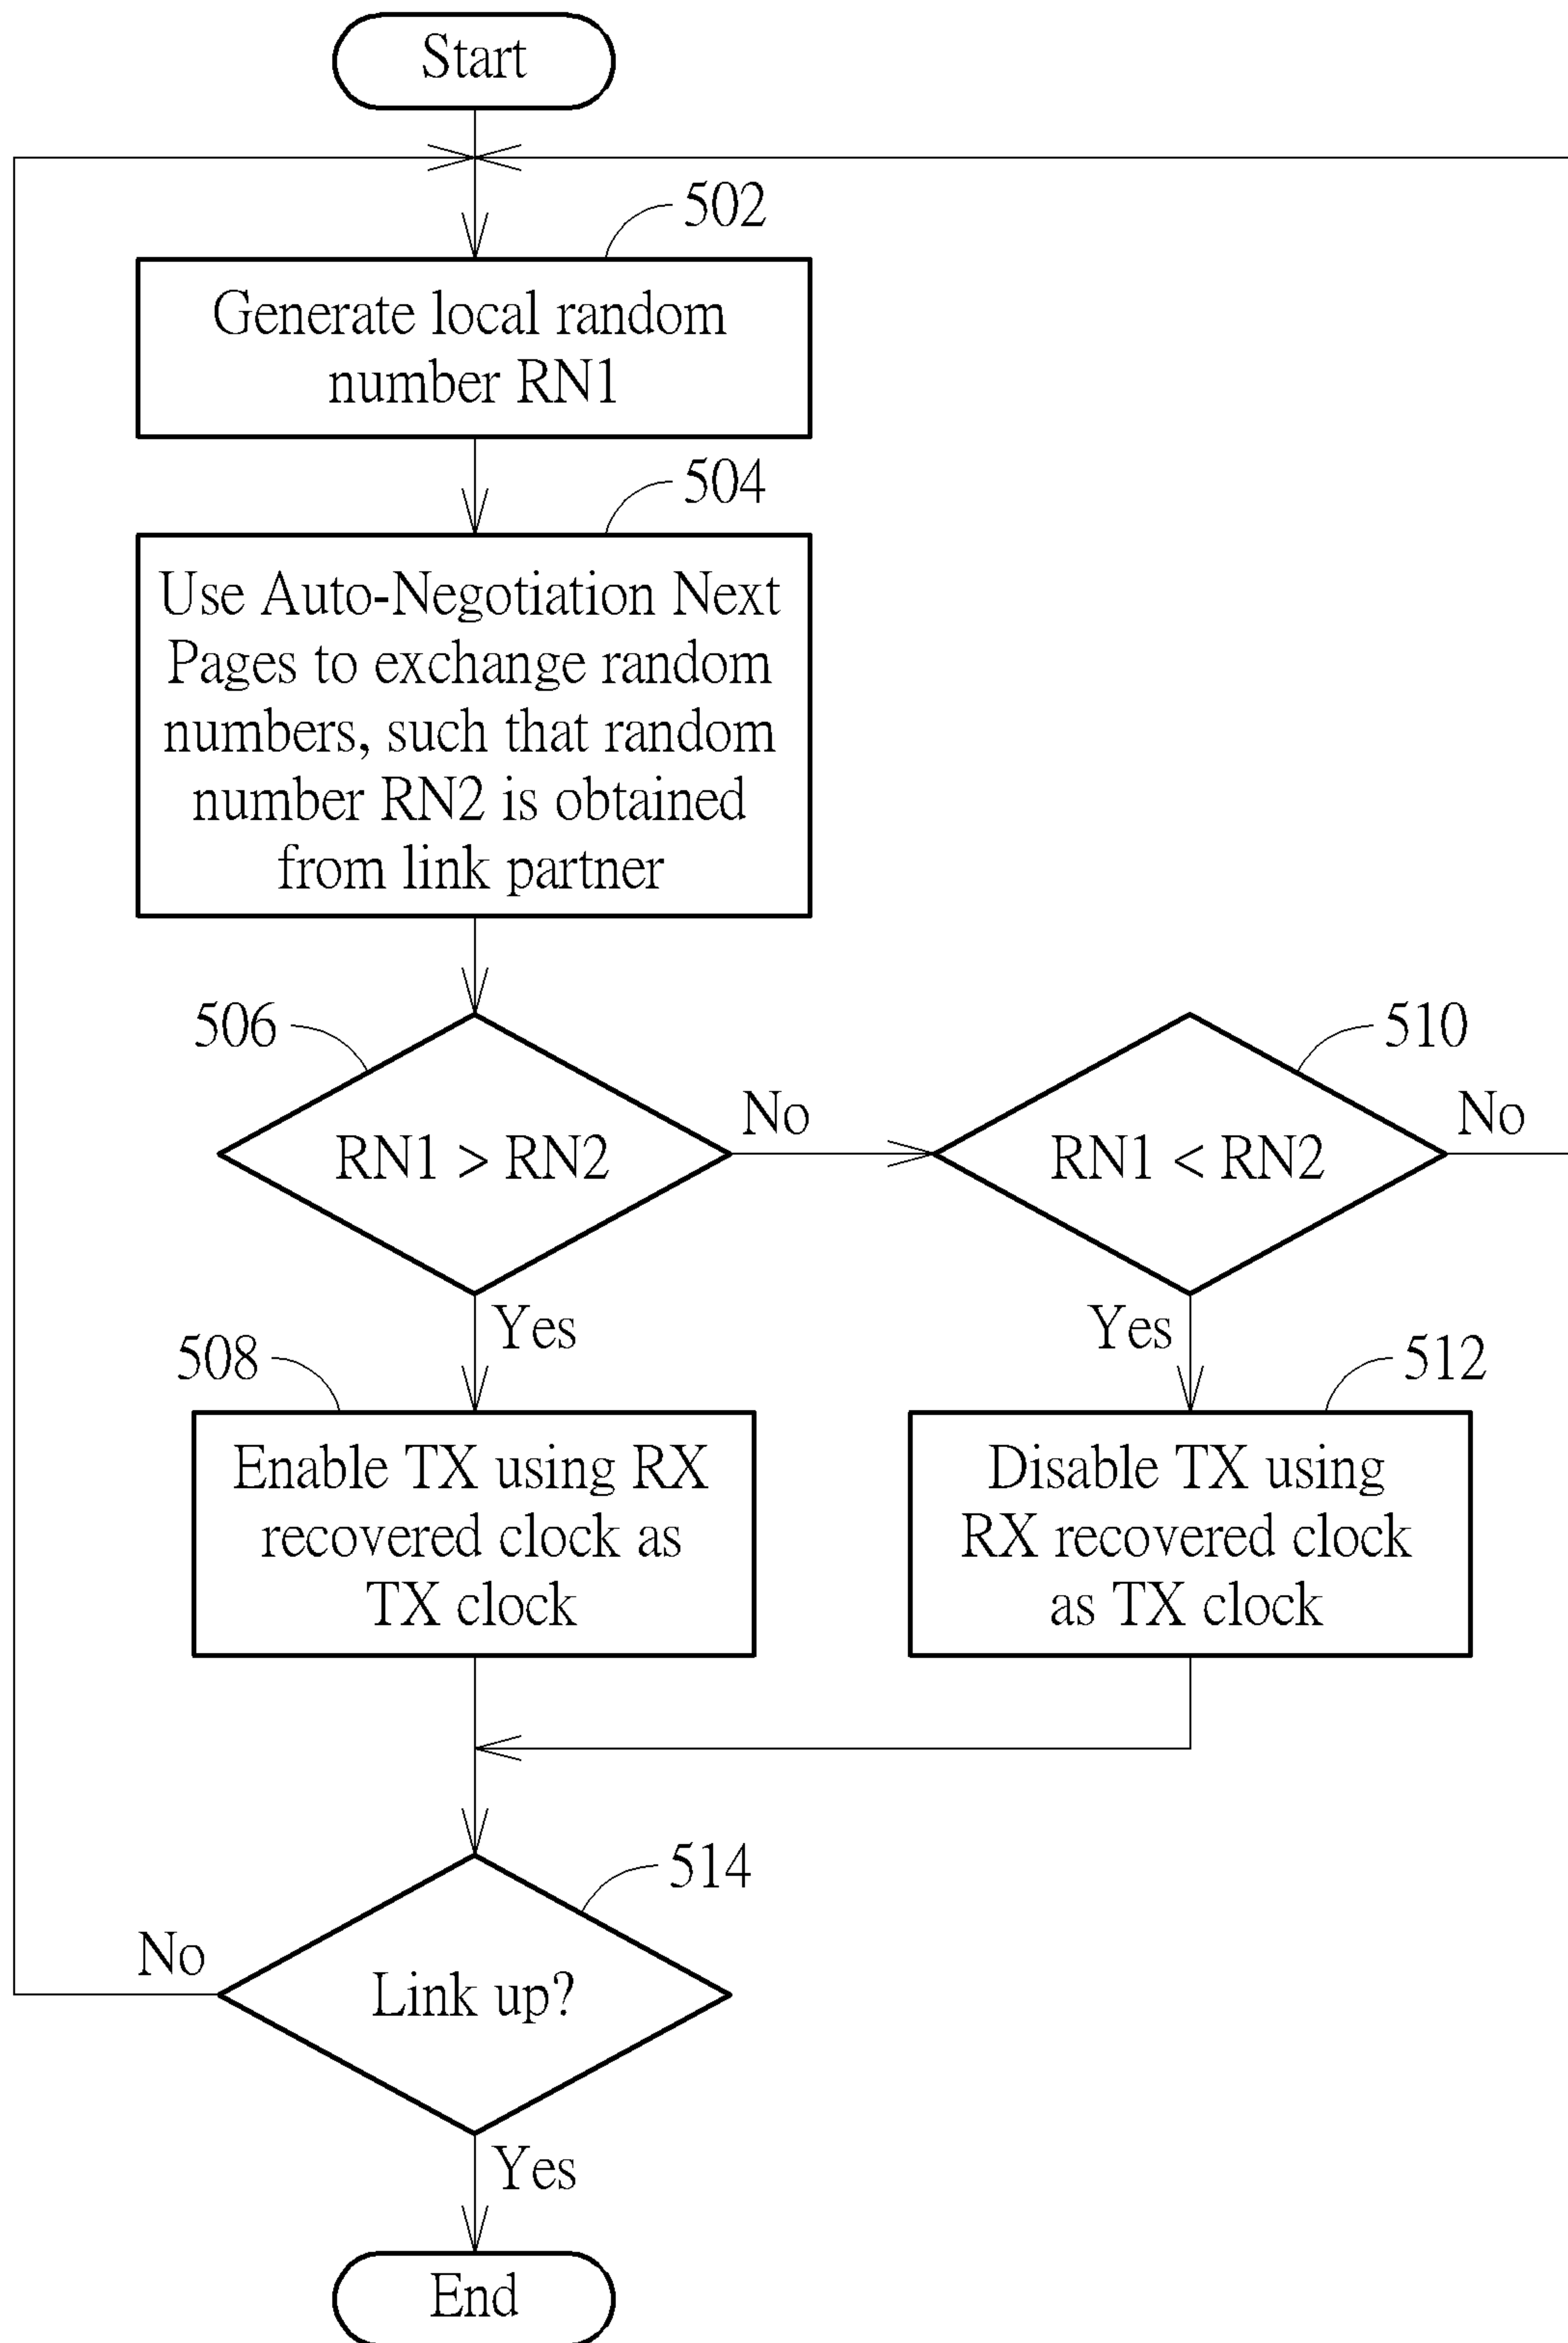 Start
502
Generate local random
number RN1
504
Use Auto-Negotiation Next
Pages to exchange random
numbers, such that random
number RN2 is obtained
from link partner
506
RN1 > RN2
No
510
RN1 < RN2
No
Yes
508
Enable TX using RX
recovered clock as
TX clock
Yes
512
Disable TX using
RX recovered clock
as TX clock
514
Link up?
No
Yes
End